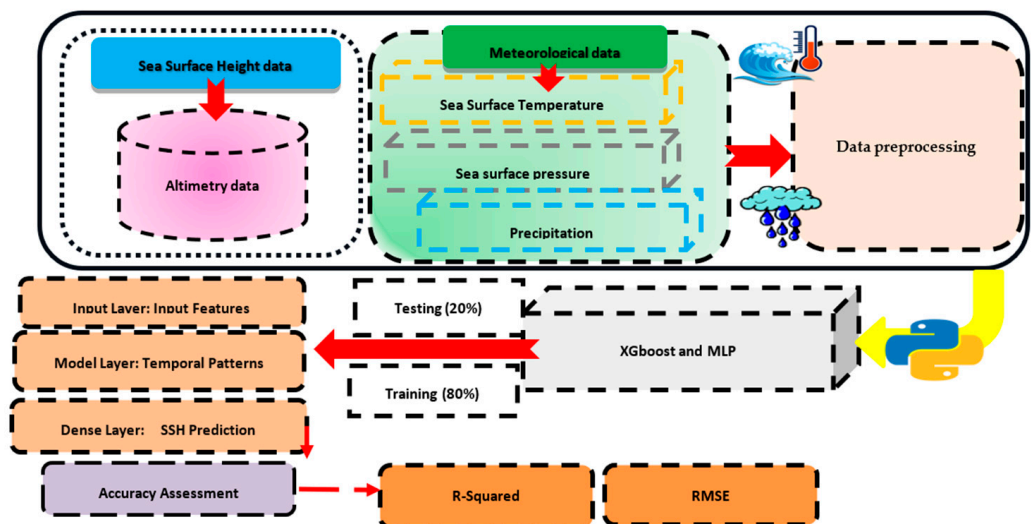 Sea Surface Height data
Altimetry data
Meteorological data
Sea Surface Temperature
Sea surface pressure
Precipitation
Data preprocessing
Input Layer: Input Features
Model Layer: Temporal Patterns
Dense Layer: SSH Prediction
Testing (20%)
Training (80%)
XGboost and MLP
Accuracy Assessment
R-Squared
RMSE